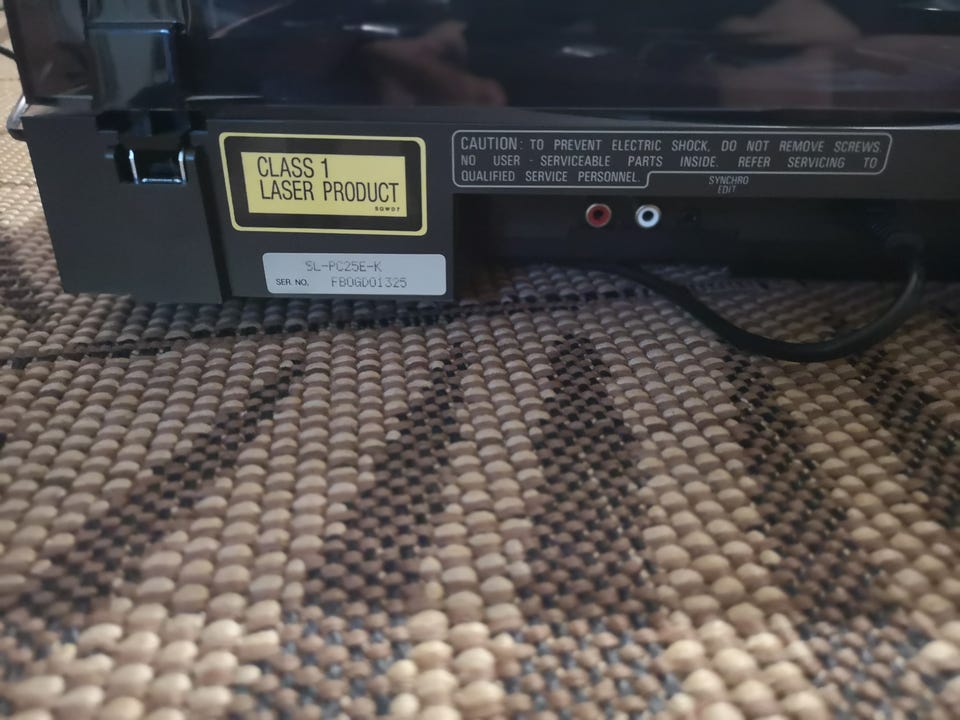 CLASS 1
LASER PRODUCT
CAUTION: TO PREVENT ELECTRIC SHOCK, DO NOT REMOVE SCREWS.
NO USER - SERVICEABLE PARTS INSIDE. REFER SERVICING TO
QUALIFIED SERVICE PERSONNEL.
SYNCHRO
EDIT
SL-PC25E-K
SER. NO. FB0GD01325